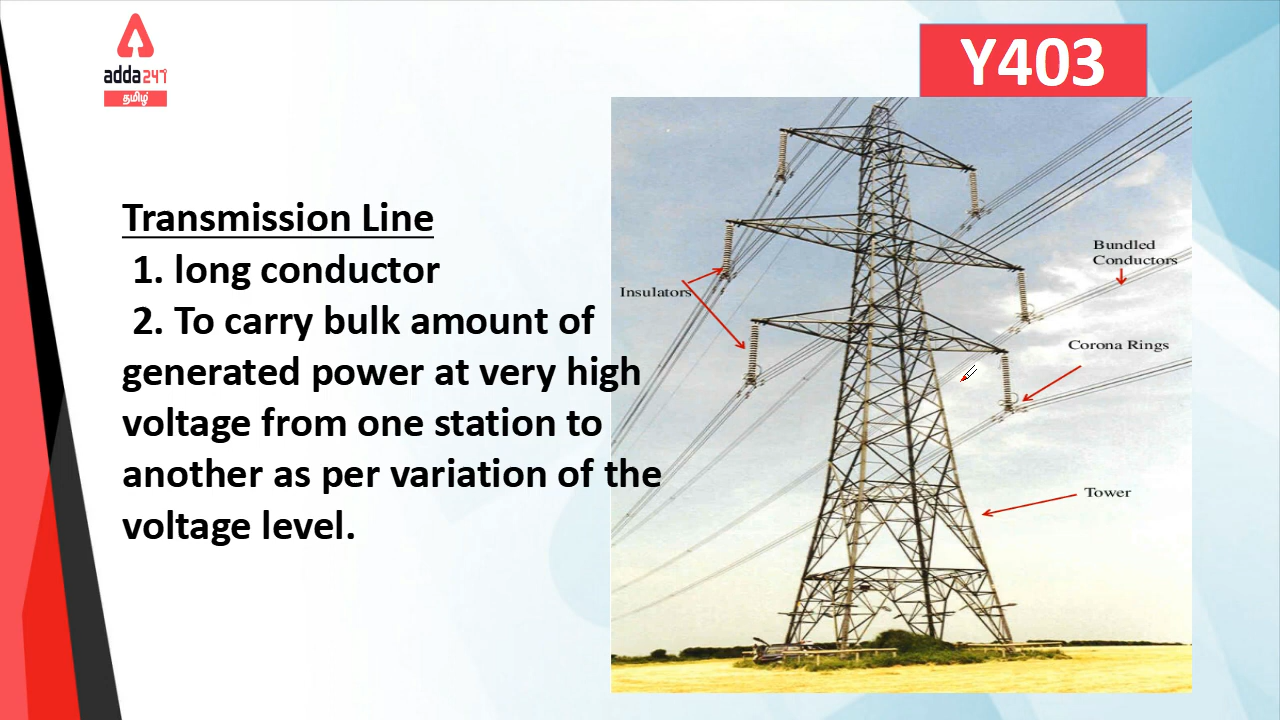 adda247
தமிழ்
Y403
Transmission Line
1. long conductor
2. To carry bulk amount of
generated power at very high
voltage from one station to
another as per variation of the
voltage level.
Insulators
Bundled
Conductors
Corona Rings
Tower